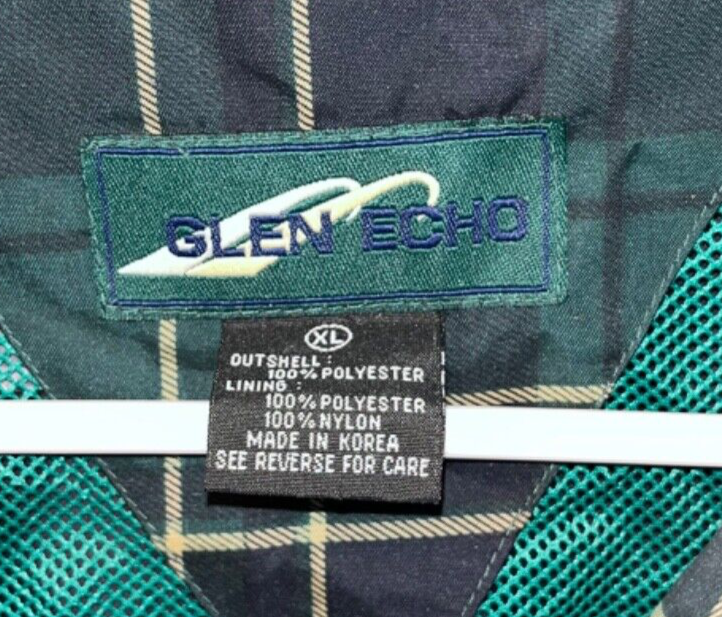 GLEN ECHO
XL
OUTSHELL :
100% POLYESTER
LINING :
100% POLYESTER
100% NYLON
MADE IN KOREA
SEE REVERSE FOR CARE